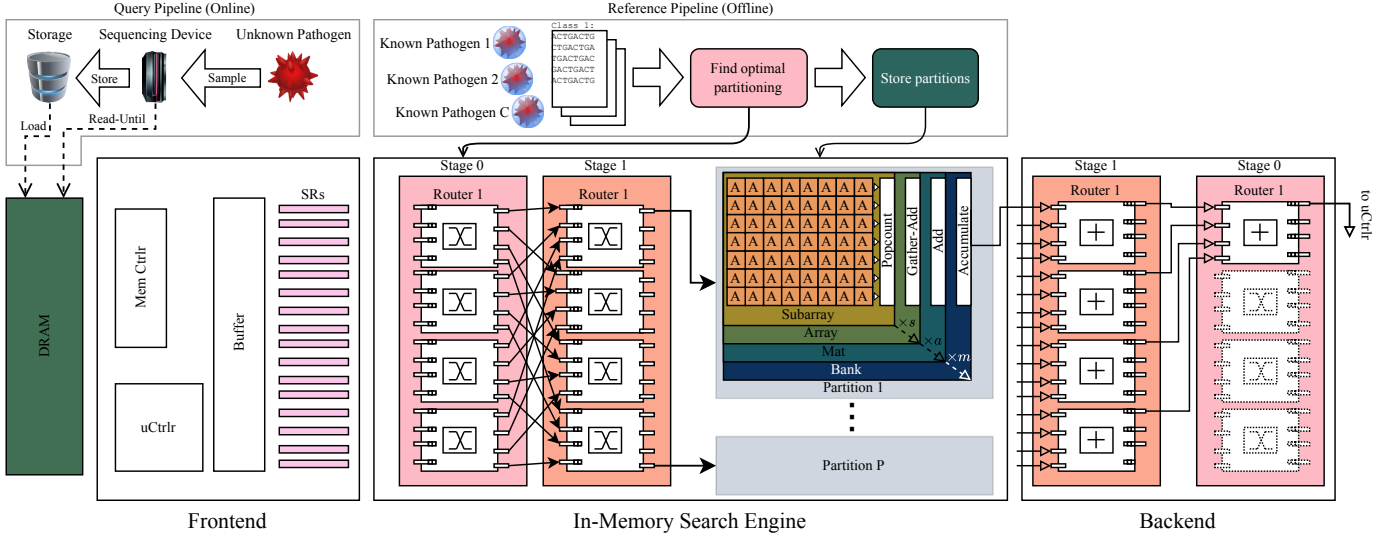 Query Pipeline (Online)
Reference Pipeline (Offline)
Storage
Sequencing Device
Unknown Pathogen
Store
Sample
Load
Read-Until
Known Pathogen 1
Known Pathogen 2
Known Pathogen C
Class 1:
ACTGACTG
CTGACTGA
TGACTGAC
GACTGACT
ACTGACTG
Find optimal
partitioning
Store partitions
DRAM
Mem Ctrlr
uCtrlr
Buffer
SRs
Frontend
Stage 0
Router 1
Stage 1
Router 1
A A A A A A A A
A A A A A A A A
A A A A A A A A
A A A A A A A A
A A A A A A A A
A A A A A A A A
A A A A A A A A
Popcount
Gather-Add
Add
Accumulate
Subarray
×s
Array
×a
Mat
×m
Bank
Partition 1
Partition P
In-Memory Search Engine
Stage 1
Router 1
Stage 0
Router 1
to uCtrlr
Backend